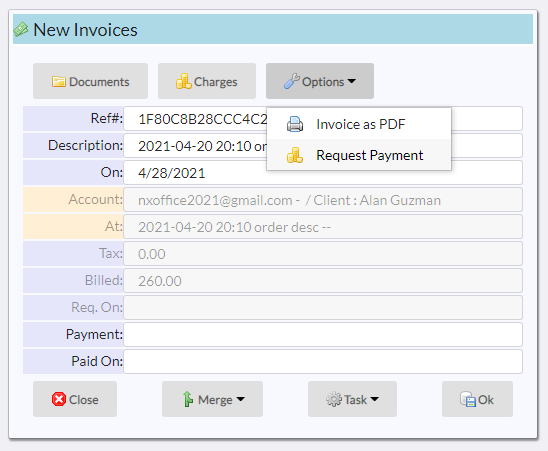 New Invoices
Documents Charges Options
Ref#: 1F80C8B28CCC4C2
Invoice as PDF
Description: 2021-04-20 20:10 or
Request Payment
On: 4/28/2021
Account: nxoffice2021@gmail.com - / Client : Alan Guzman
At: 2021-04-20 20:10 order desc --
Tax: 0.00
Billed: 260.00
Req. On:
Payment:
Paid On:
Close Merge Task Ok